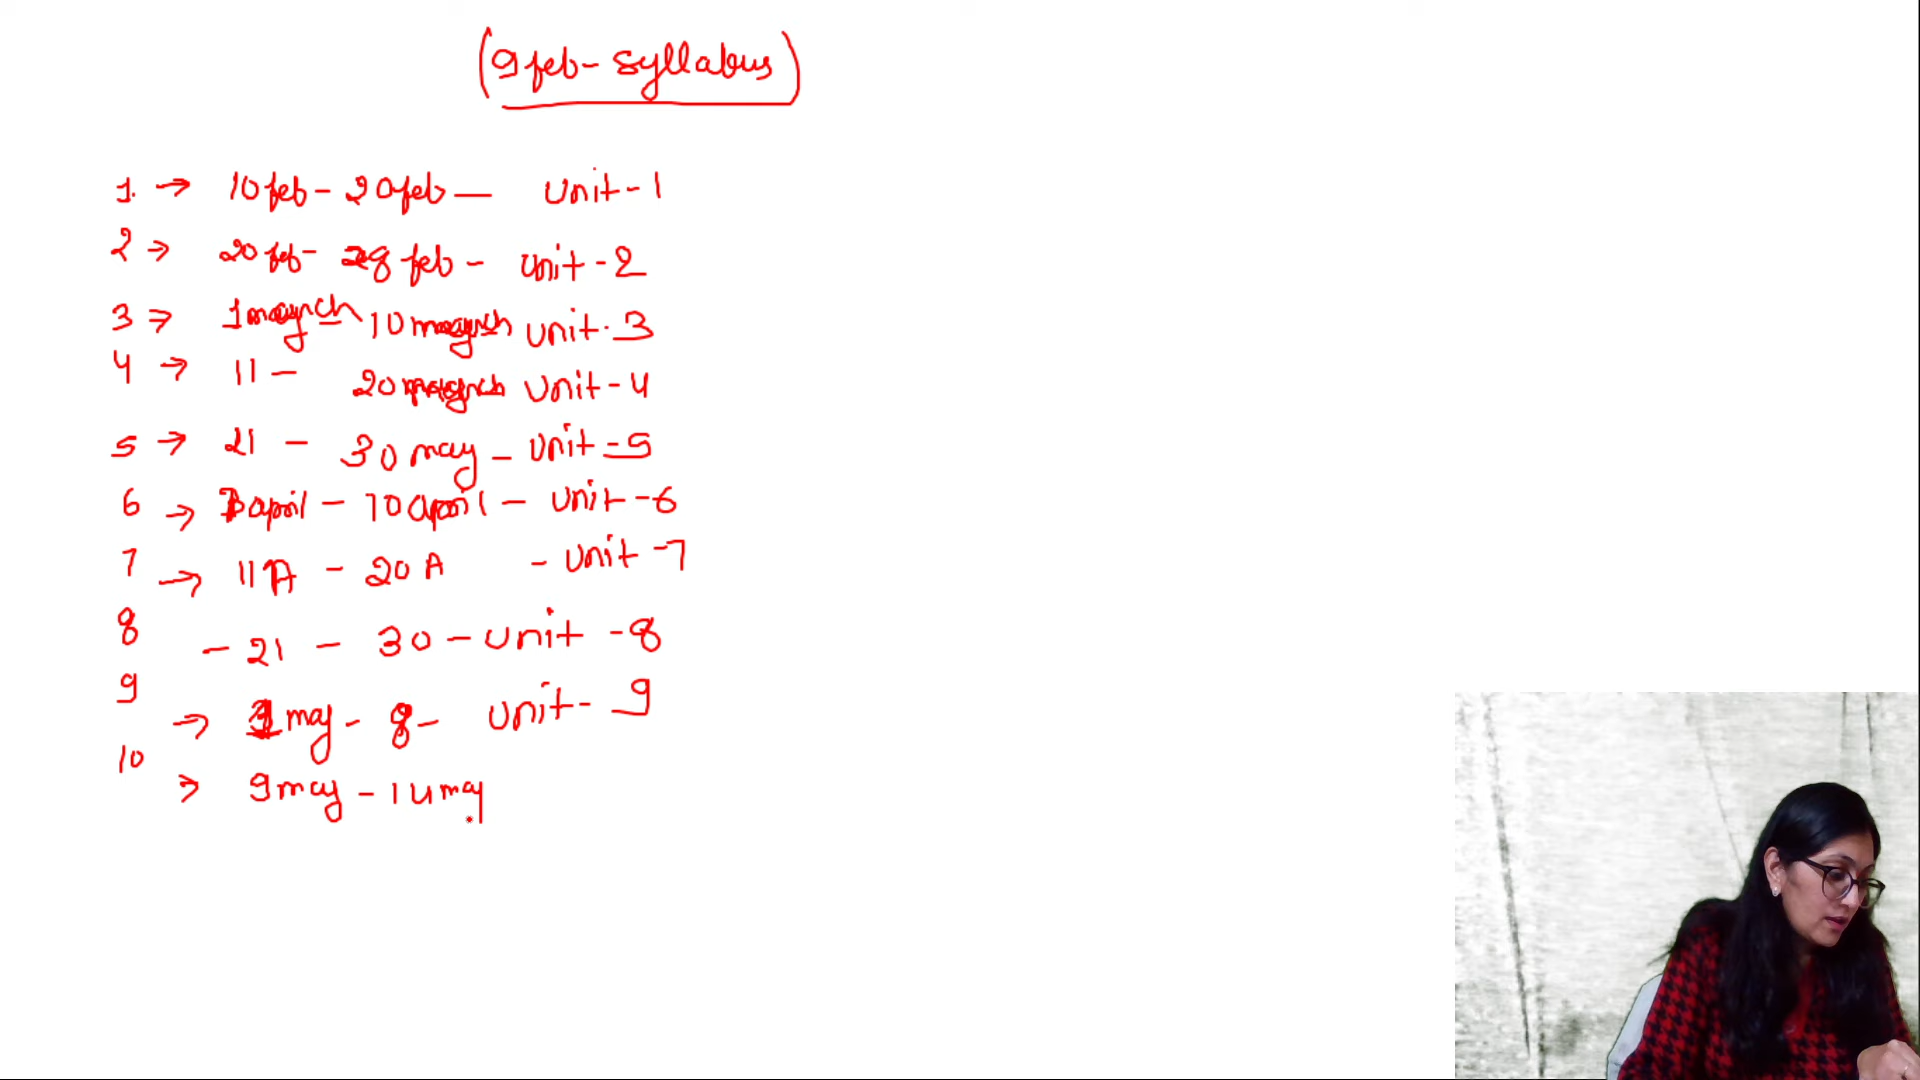 (9 feb - syllabus)
1. → 10 feb - 20 feb — Unit - 1
2 → 20 feb - 28 feb - Unit - 2
3 → 1 march - 10 march Unit - 3
4 → 11 - 20 march Unit - 4
5 → 21 - 30 may - Unit - 5
6 → 1 april - 10 april - Unit - 6
7 → 11 A - 20 A - Unit - 7
8 - 21 - 30 - Unit - 8
9 → 1 may - 8 - Unit - 9
10 → 9 may - 14 may